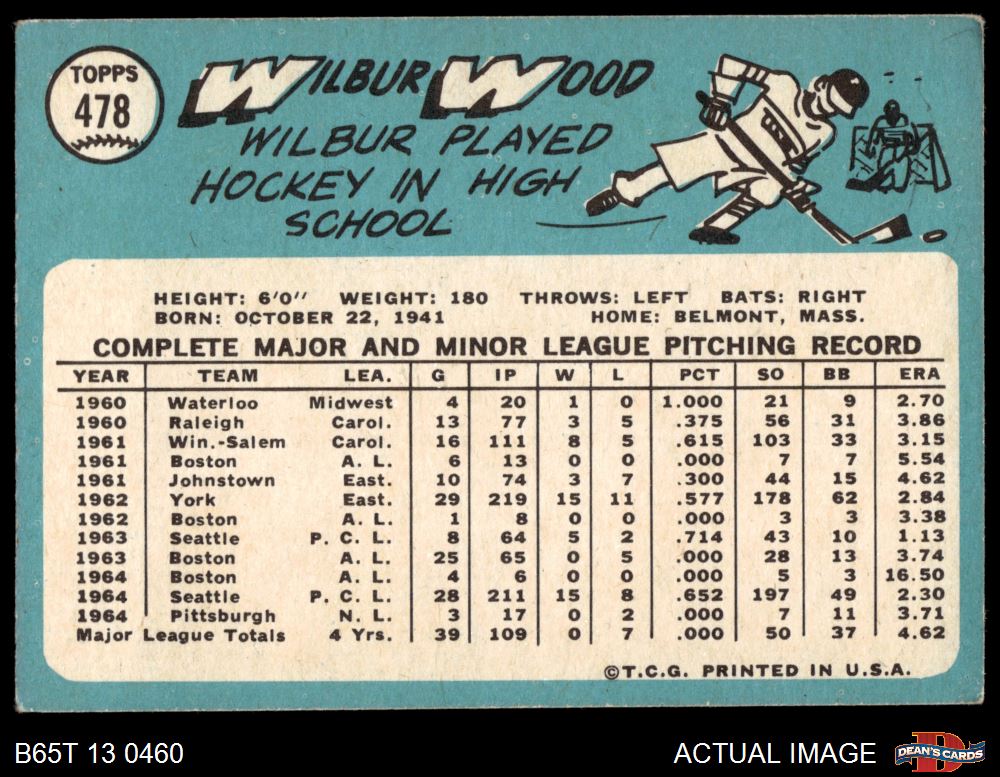 TOPPS
478
WILBUR WOOD
WILBUR PLAYED
HOCKEY IN HIGH
SCHOOL
HEIGHT: 6'0" WEIGHT: 180 THROWS: LEFT BATS: RIGHT
BORN: OCTOBER 22, 1941 HOME: BELMONT, MASS.
COMPLETE MAJOR AND MINOR LEAGUE PITCHING RECORD
YEAR TEAM LEA. G IP W L PCT SO BB ERA
1960 Waterloo Midwest 4 20 1 0 1.000 21 9 2.70
1960 Raleigh Carol. 13 77 3 5 .375 56 31 3.86
1961 Win.-Salem Carol. 16 111 8 5 .615 103 33 3.15
1961 Boston A. L. 6 13 0 0 .000 7 7 5.54
1961 Johnstown East. 10 74 3 7 .300 44 15 4.62
1962 York East. 29 219 15 11 .577 178 62 2.84
1962 Boston A. L. 1 8 0 0 .000 3 3 3.38
1963 Seattle P. C. L. 8 64 5 2 .714 43 10 1.13
1963 Boston A. L. 25 65 0 5 .000 28 13 3.74
1964 Boston A. L. 4 6 0 0 .000 5 3 16.50
1964 Seattle P. C. L. 28 211 15 8 .652 197 49 2.30
1964 Pittsburgh N. L. 3 17 0 2 .000 7 11 3.71
Major League Totals 4 Yrs. 39 109 0 7 .000 50 37 4.62
©T.C.G. PRINTED IN U.S.A.
B65T 13 0460 ACTUAL IMAGE DEAN'S CARDS